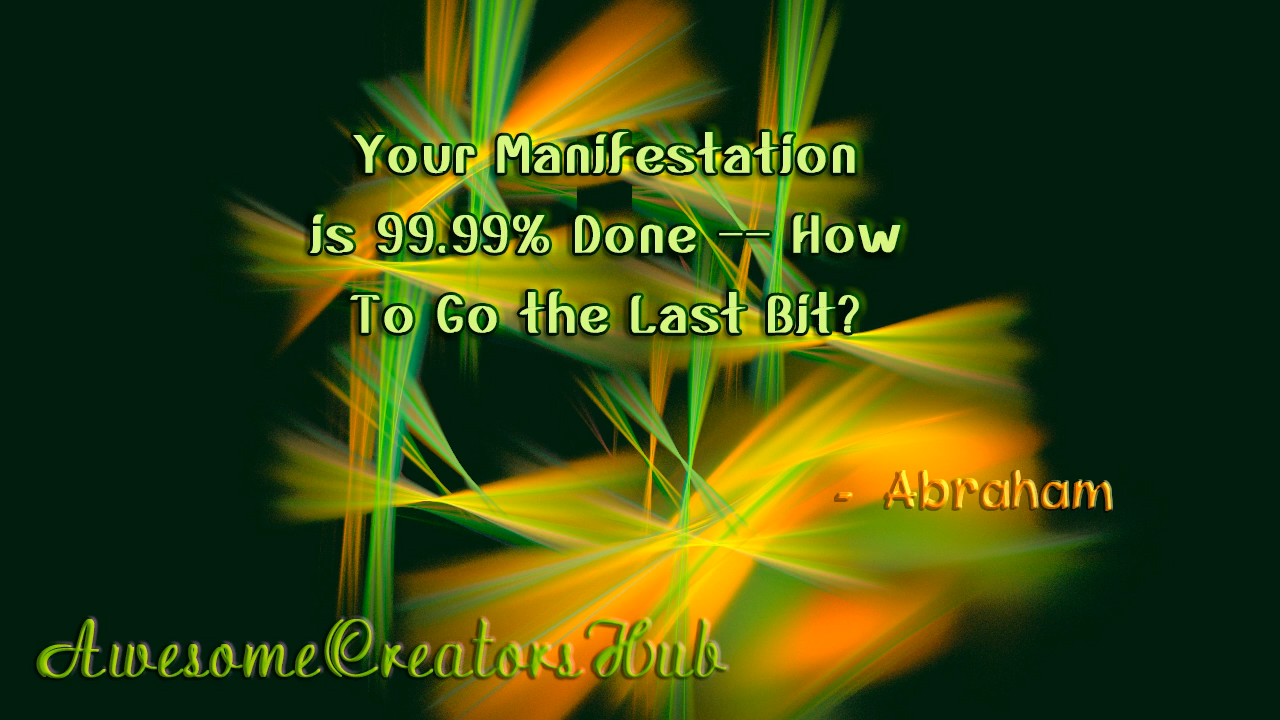 Your Manifestation
is 99.99% Done -- How
To Go the Last Bit?
- Abraham
AwesomeCreatorsHub